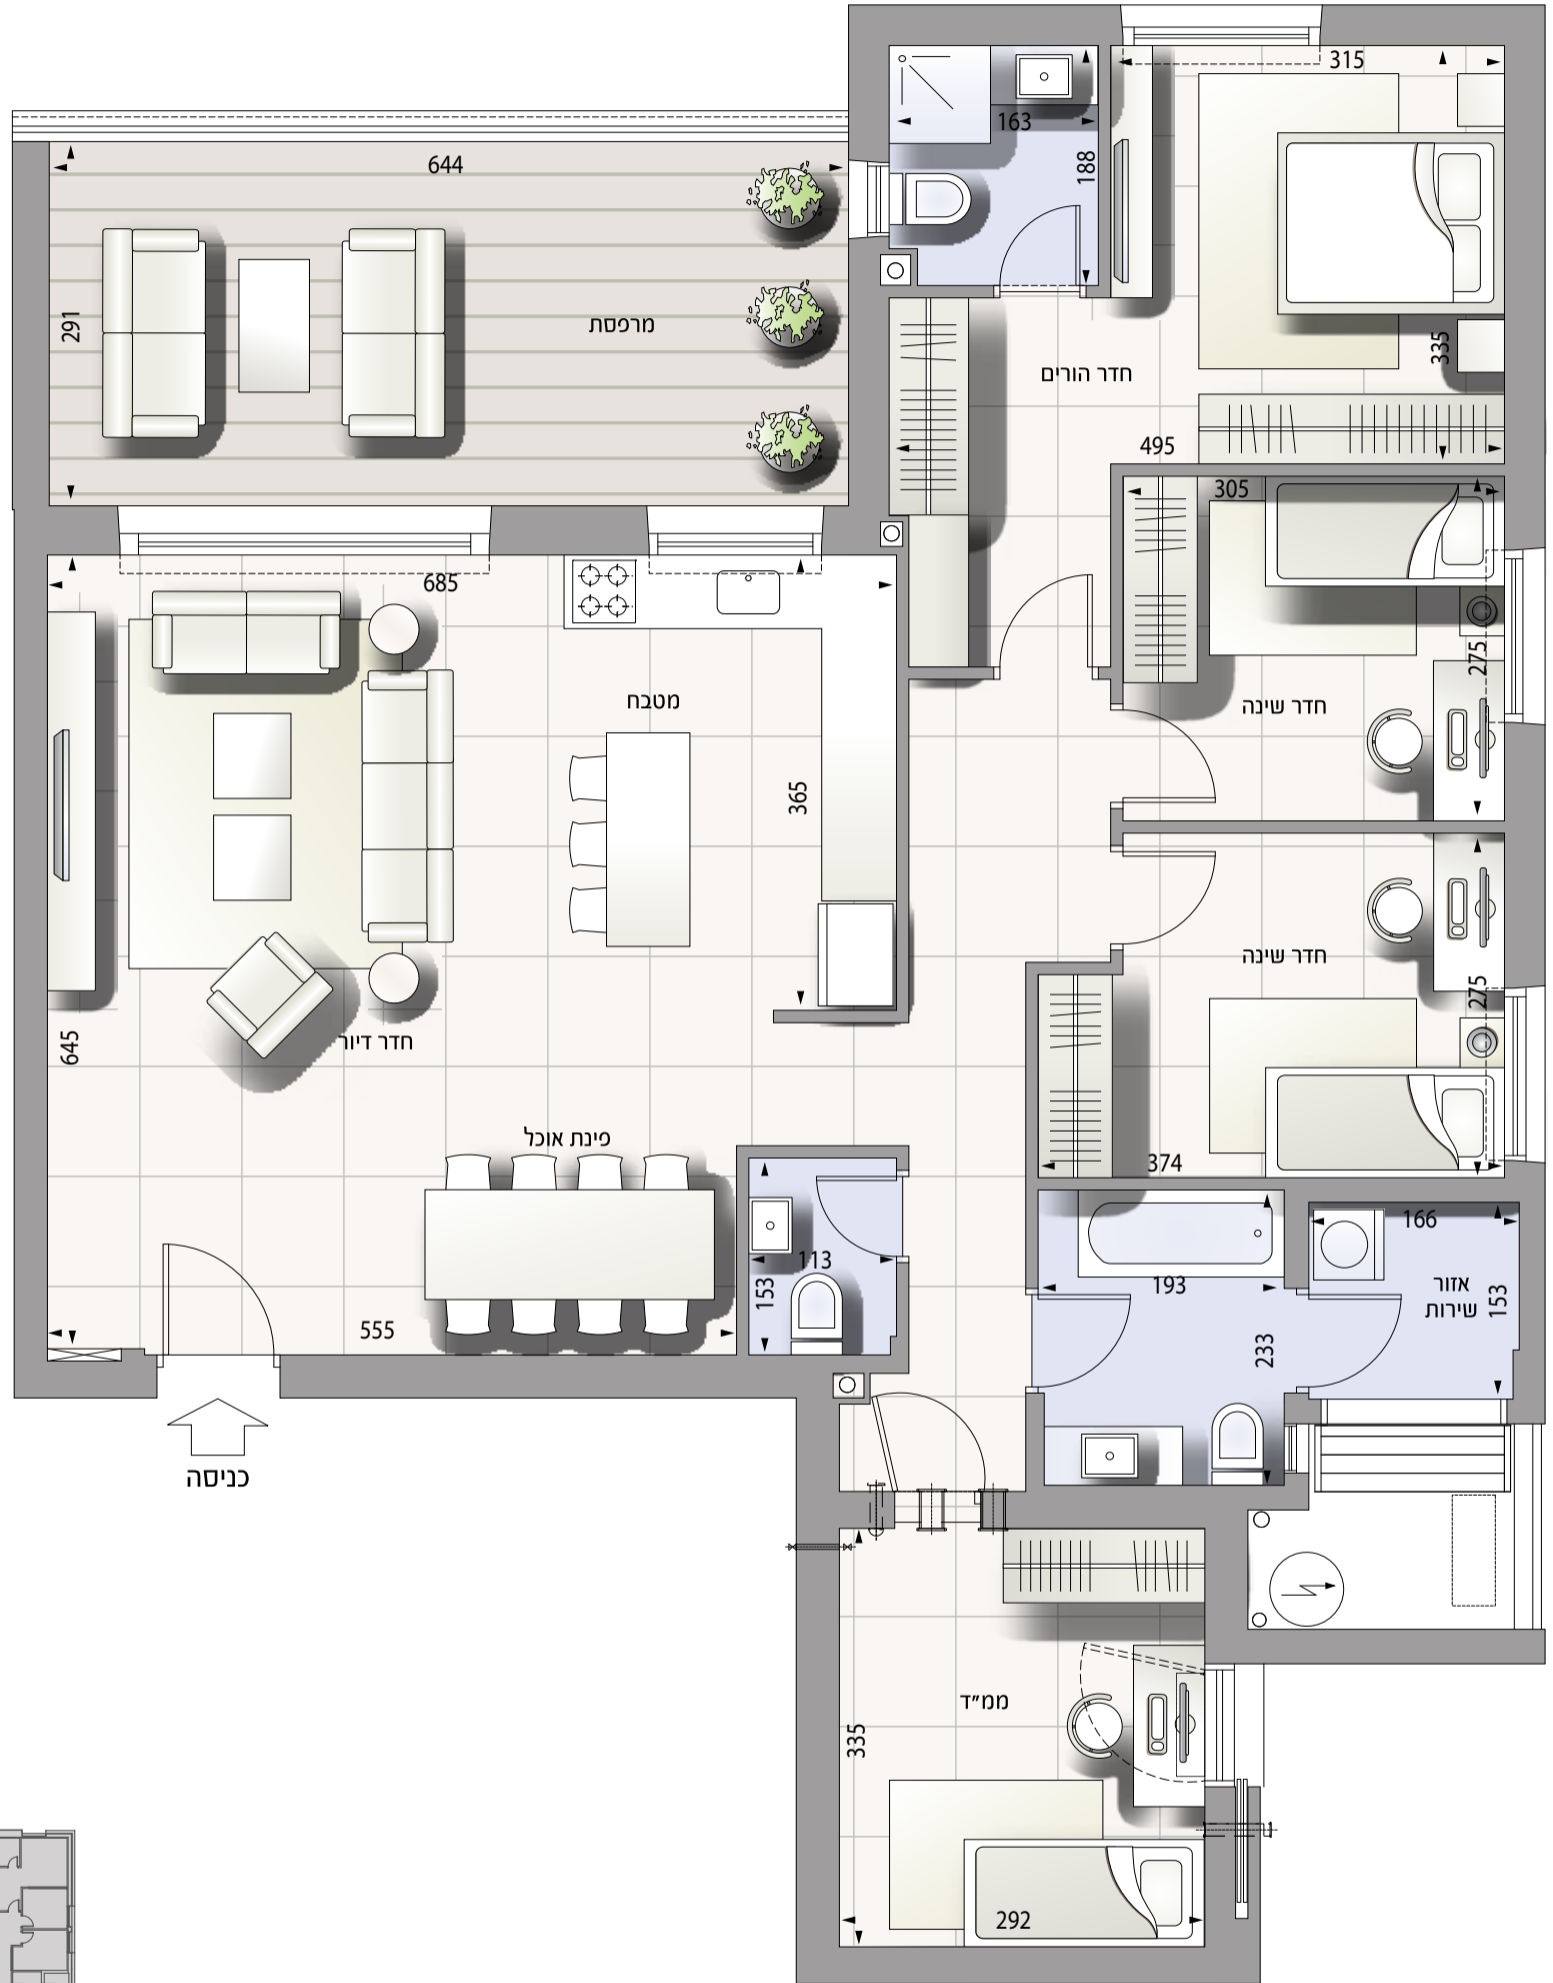 315
163
188
644
291
מרפסת
335
חדר הורים
495
305
685
275
מטבח
חדר שינה
365
חדר שינה
275
645
חדר דיור
פינת אוכל
374
166
113
193
153
אזור
שירות
153
555
233
כניסה
ממ״ד
335
292